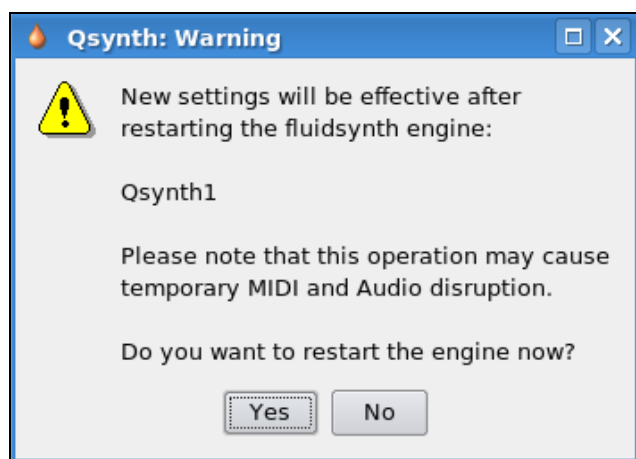 Qsynth: Warning
New settings will be effective after
restarting the fluidsynth engine:
Qsynth1
Please note that this operation may cause
temporary MIDI and Audio disruption.
Do you want to restart the engine now?
Yes No